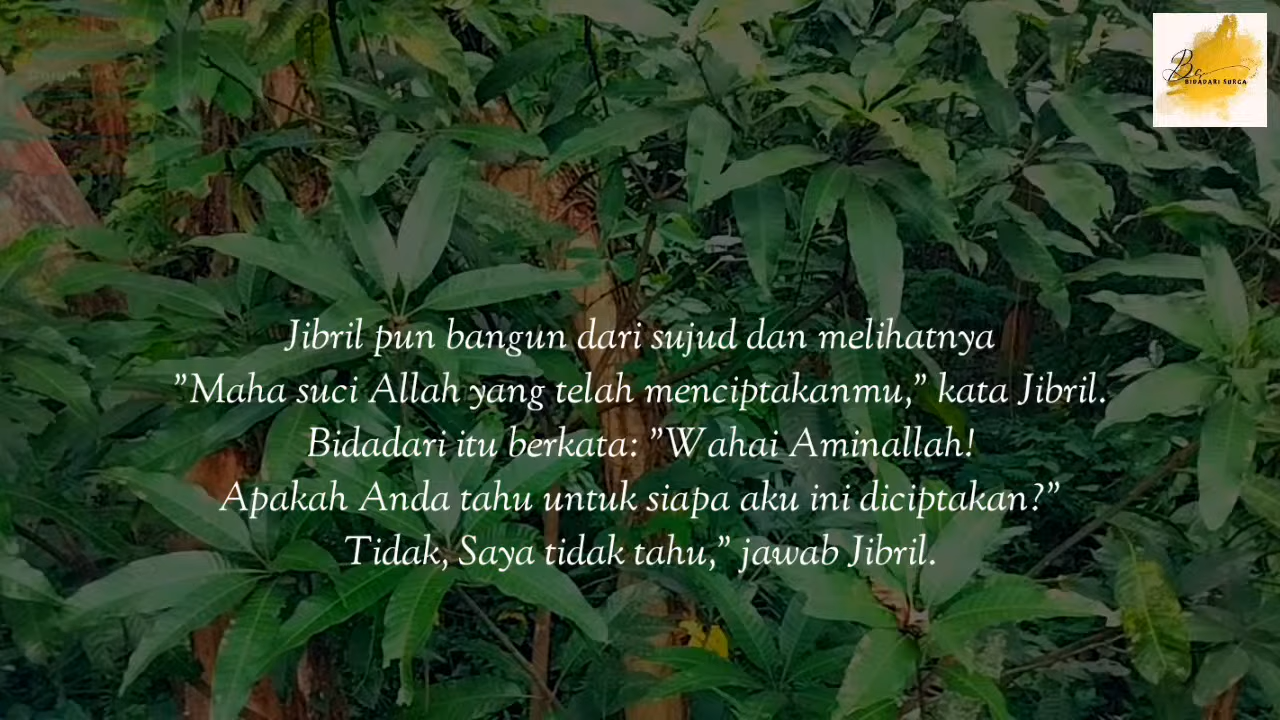 Bs
BIDADARI SURGA
Jibril pun bangun dari sujud dan melihatnya
”Maha suci Allah yang telah menciptakanmu,” kata Jibril.
Bidadari itu berkata: ”Wahai Aminallah!
Apakah Anda tahu untuk siapa aku ini diciptakan?”
Tidak, Saya tidak tahu,” jawab Jibril.